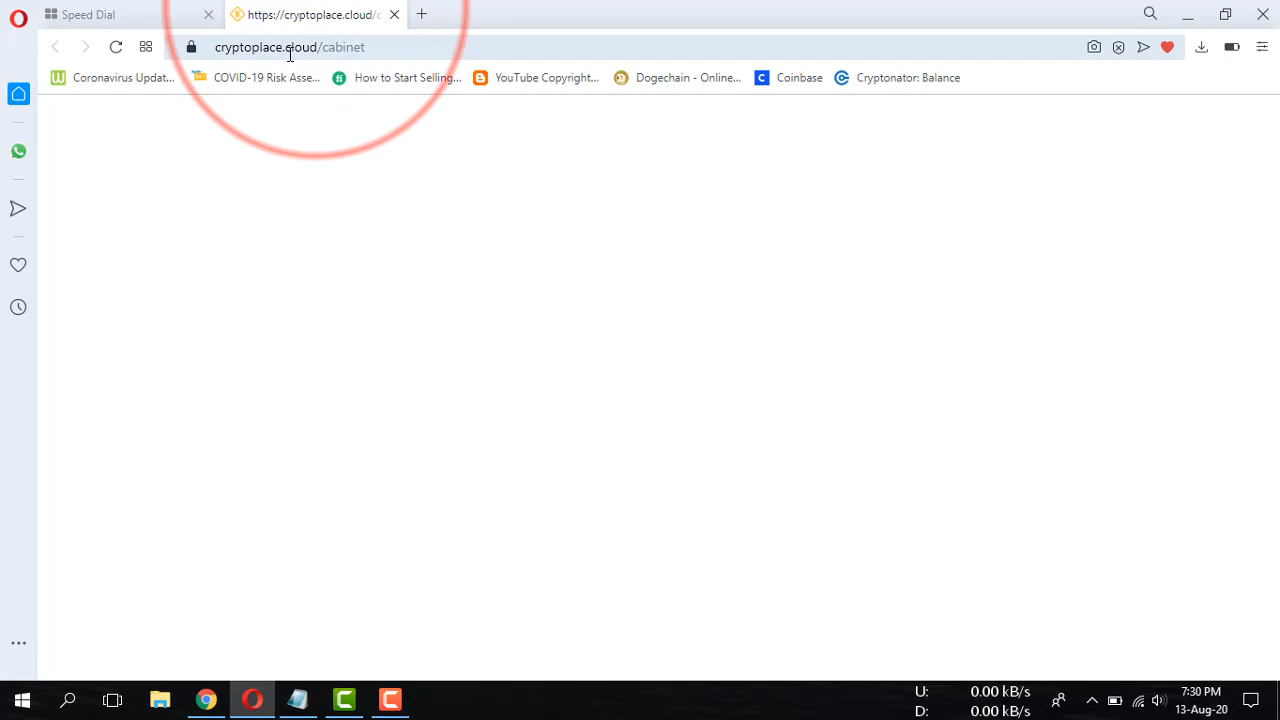 Speed Dial
https://cryptoplace.cloud/c
cryptoplace.cloud/cabinet
Coronavirus Updat...
COVID-19 Risk Asse...
How to Start Selling...
YouTube Copyright...
Dogechain - Online...
Coinbase
Cryptonator: Balance
U: 0.00 kB/s
D: 0.00 kB/s
7:30 PM
13-Aug-20